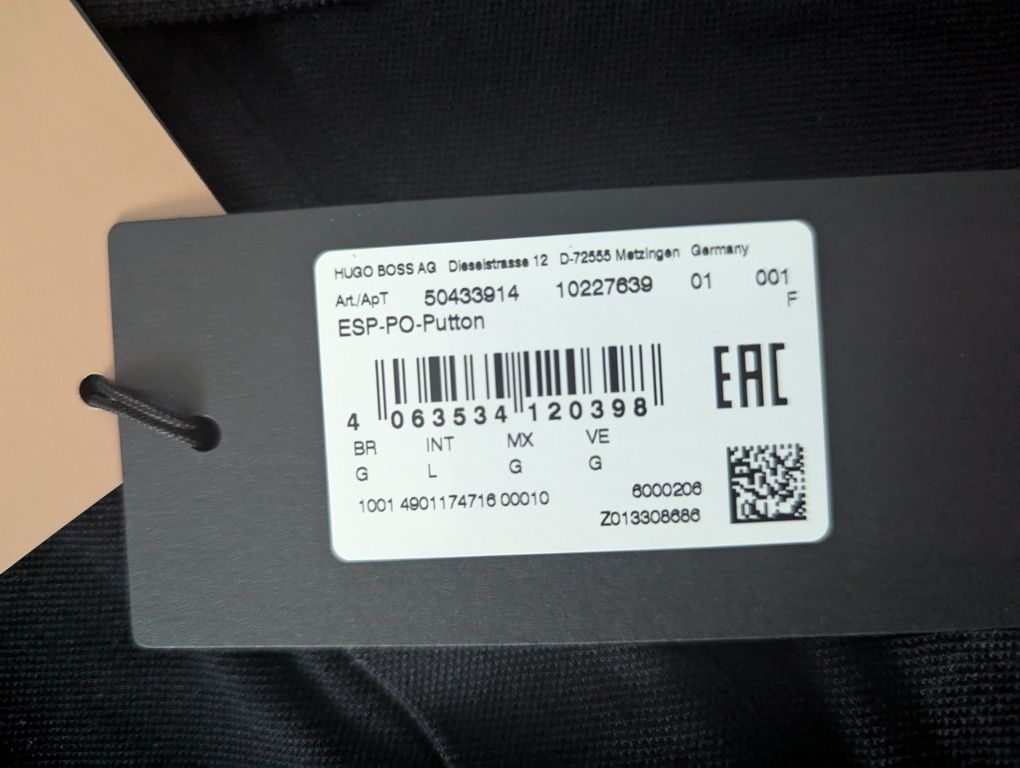 HUGO BOSS AG Dieselstrasse 12 D-72555 Metzingen Germany
Art./ApT 50433914 10227639 01 001
F
ESP-PO-Putton
EAC
4 063534 120398
BR INT MX VE
G L G G
1001 4901174716 00010 6000206
Z013308686